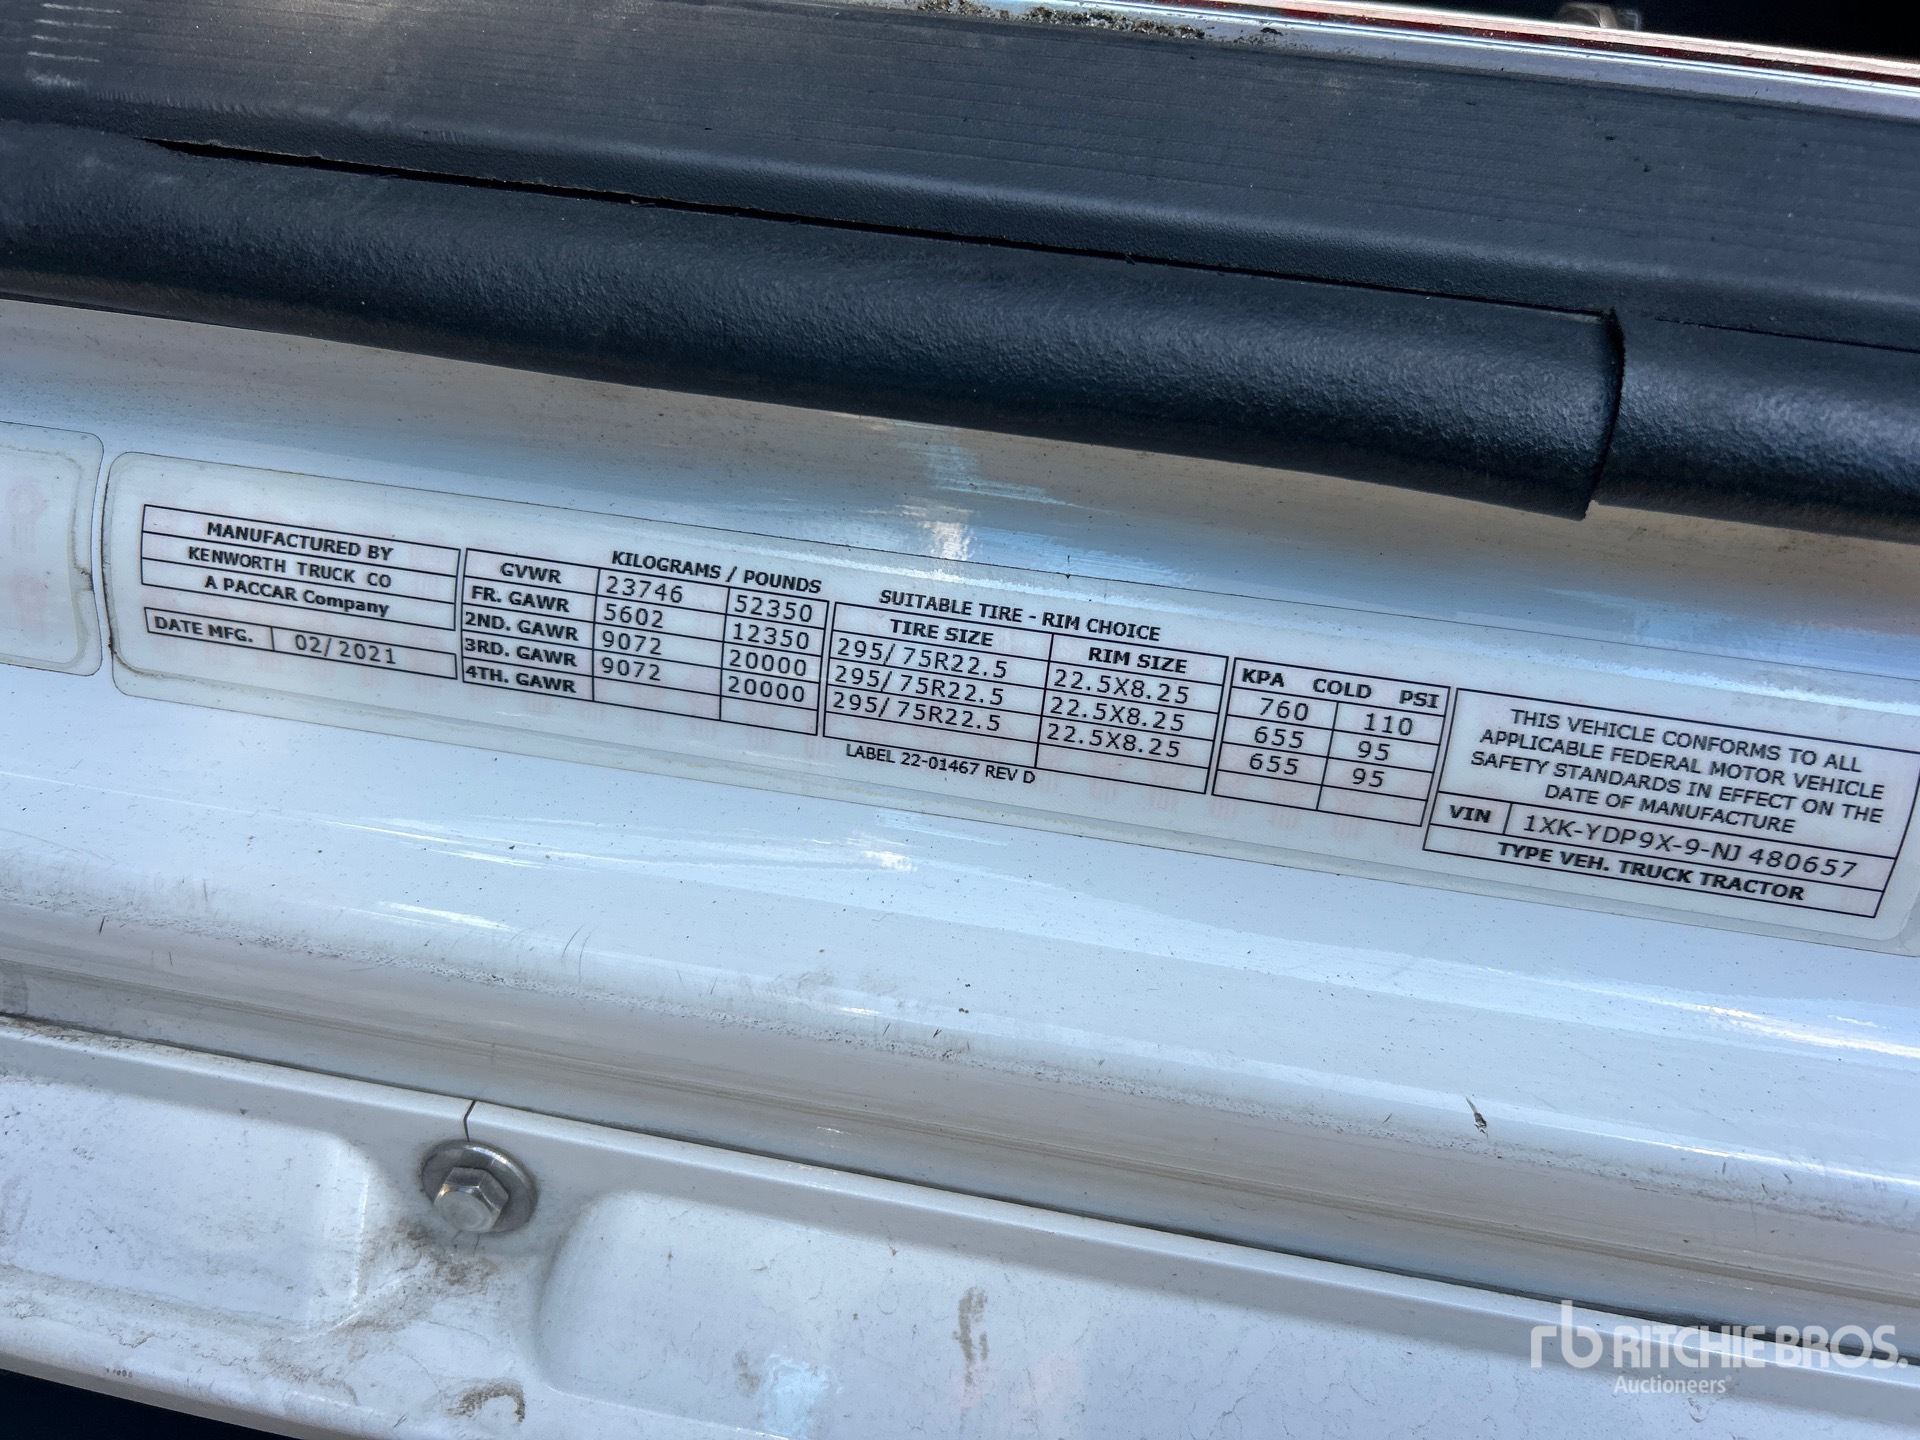 MANUFACTURED BY
KENWORTH TRUCK CO
A PACCAR Company
DATE MFG. 02/2021
KILOGRAMS / POUNDS
GVWR 23746 52350
FR. GAWR 5602 12350
2ND. GAWR 9072 20000
3RD. GAWR 9072 20000
4TH. GAWR
SUITABLE TIRE - RIM CHOICE
TIRE SIZE RIM SIZE
295/75R22.5 22.5X8.25
295/75R22.5 22.5X8.25
295/75R22.5 22.5X8.25
LABEL 22-01467 REV D
KPA COLD PSI
760 110
655 95
655 95
THIS VEHICLE CONFORMS TO ALL
APPLICABLE FEDERAL MOTOR VEHICLE
SAFETY STANDARDS IN EFFECT ON THE
DATE OF MANUFACTURE
VIN 1XK-YDP9X-9-NJ 480657
TYPE VEH. TRUCK TRACTOR
rb RITCHIE BROS.
Auctioneers